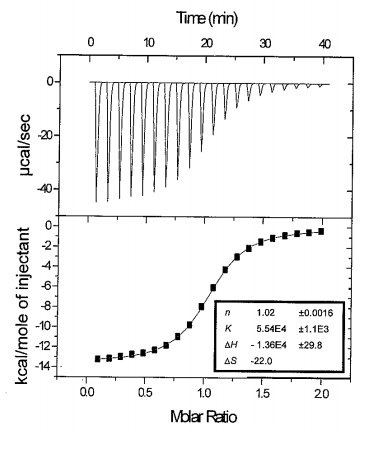 Time (min)
0 10 20 30 40
0
-20
-40
µcal/sec
0
-2
-4
-6
-8
-10
-12
-14
kcal/mole of injectant
n 1.02 ±0.0016
K 5.54E4 ±1.1E3
ΔH -1.36E4 ±29.8
ΔS -22.0
0.0 0.5 1.0 1.5 2.0
Molar Ratio